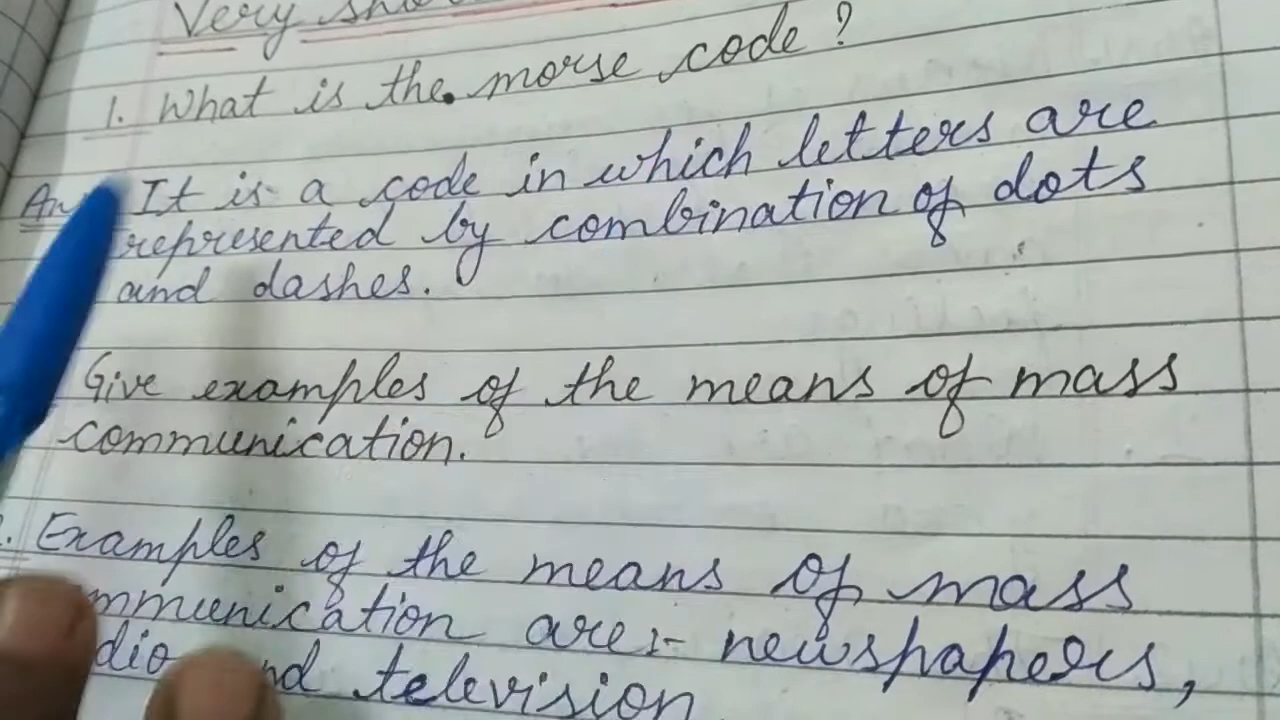 Very
1. What is the morse code?
Ans It is a code in which letters are
represented by combination of dots
and dashes.
Give examples of the means of mass
communication.
Examples of the means of mass
mmunication are:- newspapers,
dio and television